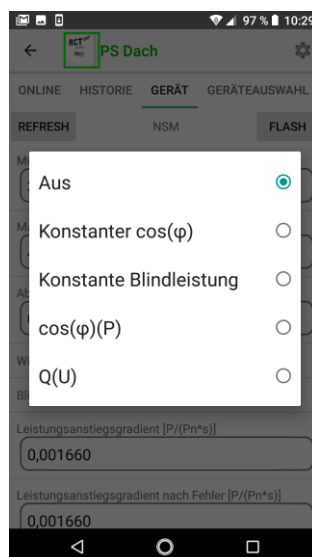 97 % 10:29
RCT
PS Dach
ONLINE HISTORIE GERÄT GERÄTEAUSWAHL
REFRESH NSM FLASH
Aus
Konstanter cos(φ)
Konstante Blindleistung
cos(φ)(P)
Q(U)
Leistungsanstiegsgradient [P/(Pn*s)]
0,001660
Leistungsanstiegsgradient nach Fehler [P/(Pn*s)]
0,001660